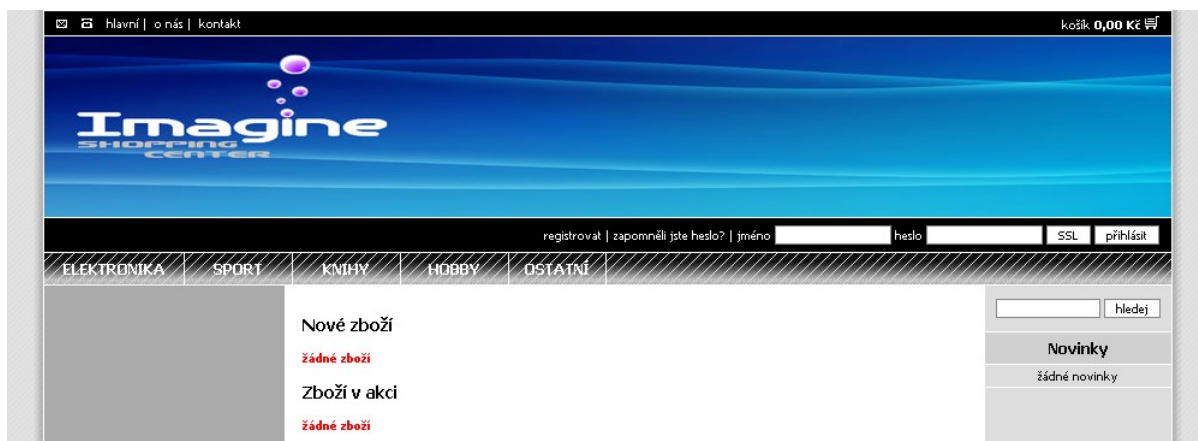 hlavní | o nás | kontakt
košík 0,00 Kč
Imagine
SHOPPING
CENTER
registrovat | zapomněli jste heslo? | jméno heslo SSL přihlásit
ELEKTRONIKA SPORT KNIHY HOBBY OSTATNÍ
hledej
Nové zboží
žádné zboží
Zboží v akci
žádné zboží
Novinky
žádné novinky